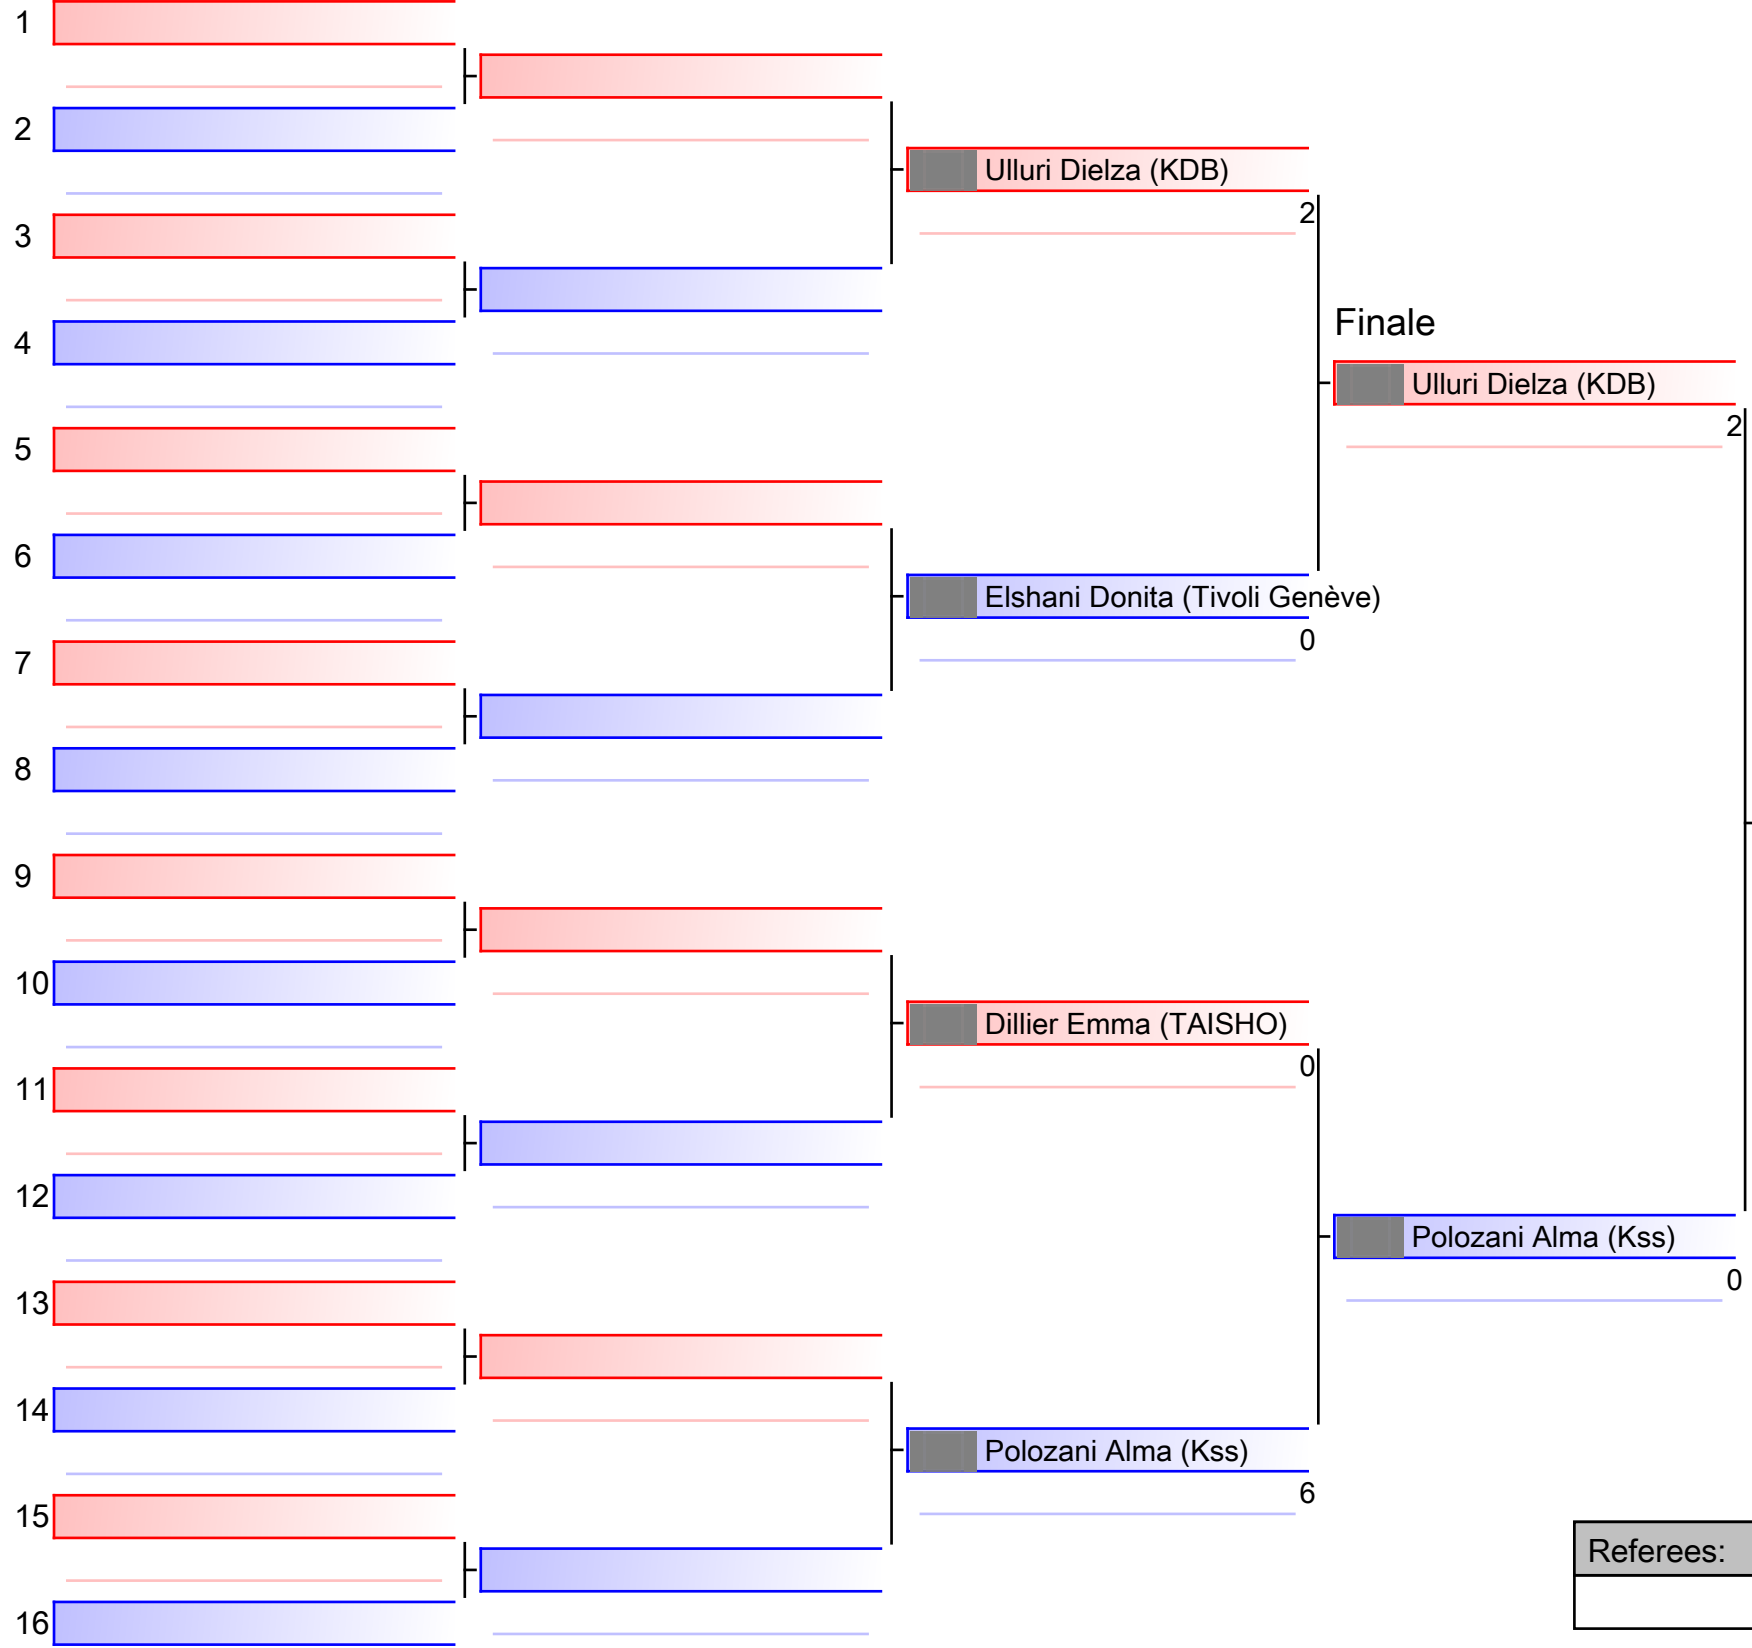 1
2
Ulluri Dielza (KDB)
2
3
Finale
4
Ulluri Dielza (KDB)
2
5
6
Elshani Donita (Tivoli Genève)
0
7
8
9
10
Dillier Emma (TAISHO)
0
11
12
Polozani Alma (Kss)
0
13
14
Polozani Alma (Kss)
6
15
Referees:
16